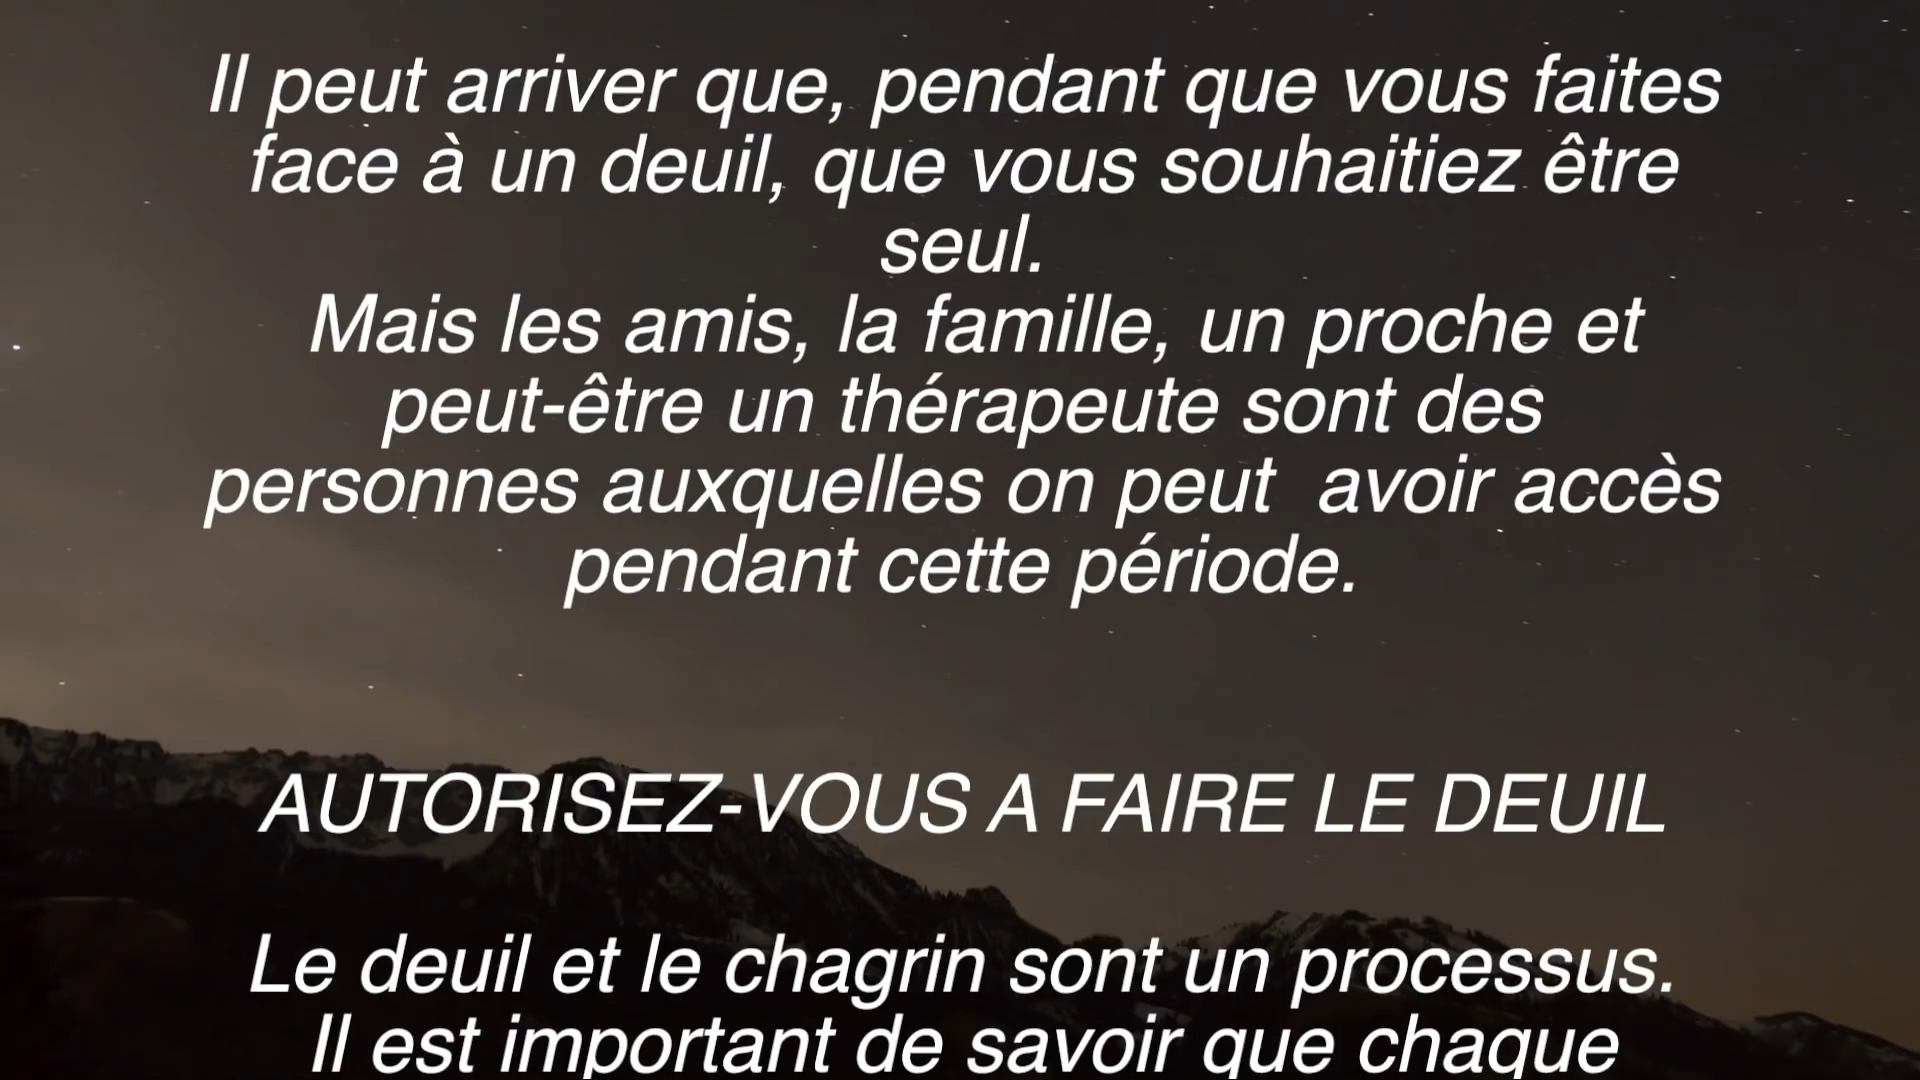 Il peut arriver que, pendant que vous faites
face à un deuil, que vous souhaitiez être
seul.
Mais les amis, la famille, un proche et
peut-être un thérapeute sont des
personnes auxquelles on peut  avoir accès
pendant cette période.
AUTORISEZ-VOUS A FAIRE LE DEUIL
Le deuil et le chagrin sont un processus.
Il est important de savoir que chaque